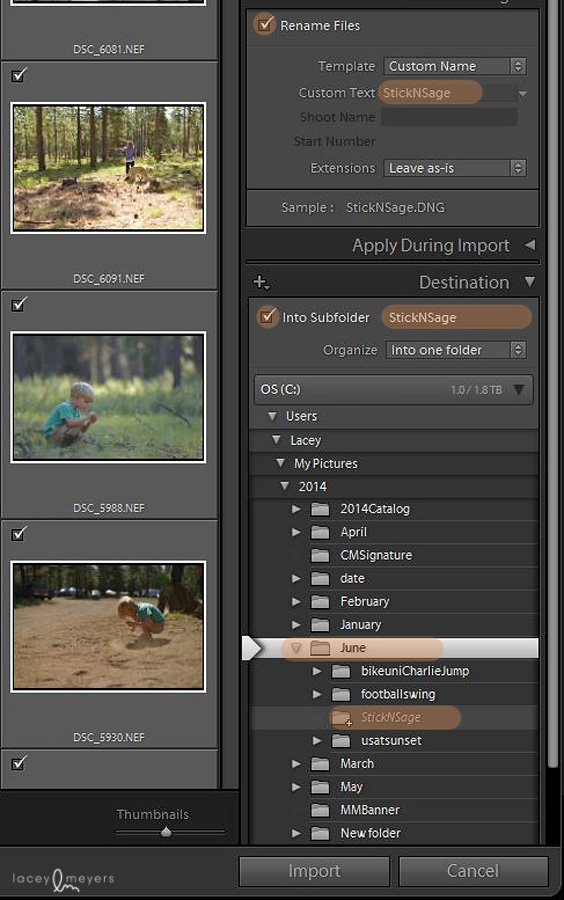 DSC_6081.NEF
DSC_6091.NEF
DSC_5988.NEF
DSC_5930.NEF
Thumbnails
Rename Files
Template Custom Name
Custom Text StickNSage
Shoot Name
Start Number
Extensions Leave as-is
Sample : StickNSage.DNG
Apply During Import
Destination
Into Subfolder StickNSage
Organize Into one folder
OS (C:) 1.0 / 1.8 TB
Users
Lacey
My Pictures
2014
2014Catalog
April
CMSignature
date
February
January
June
bikeuniCharlieJump
footballswing
StickNSage
usatsunset
March
May
MMBanner
New folder
lacey meyers
Import
Cancel